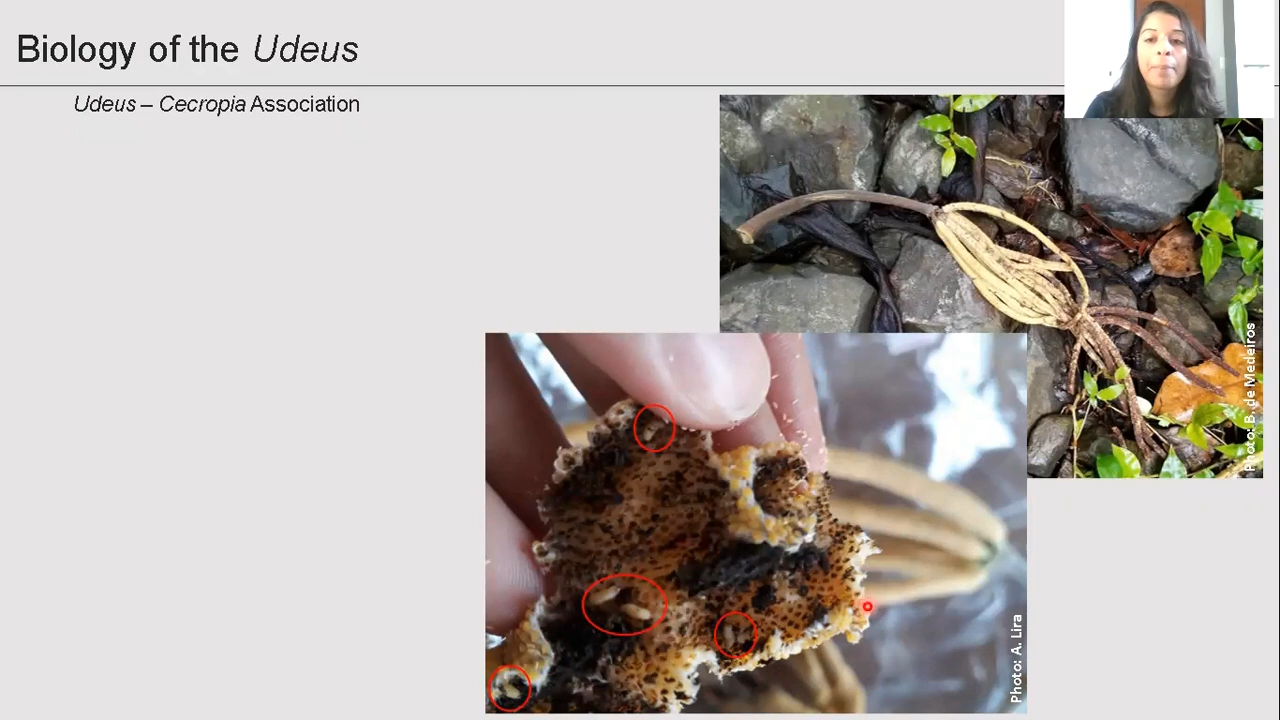 Biology of the Udeus
Udeus – Cecropia Association
Photo: B. de Medeiros
Photo: A. Lira